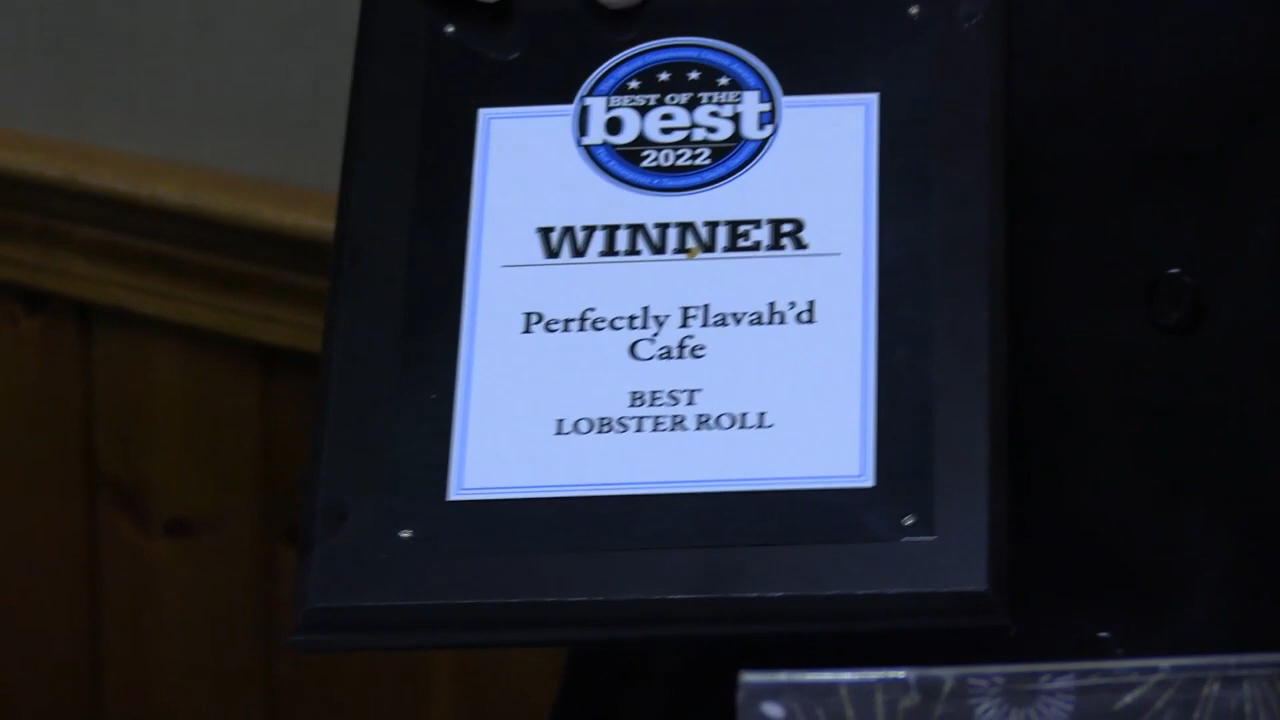 BEST OF THE
best
2022
WINNER
Perfectly Flavah'd
Cafe
BEST
LOBSTER ROLL